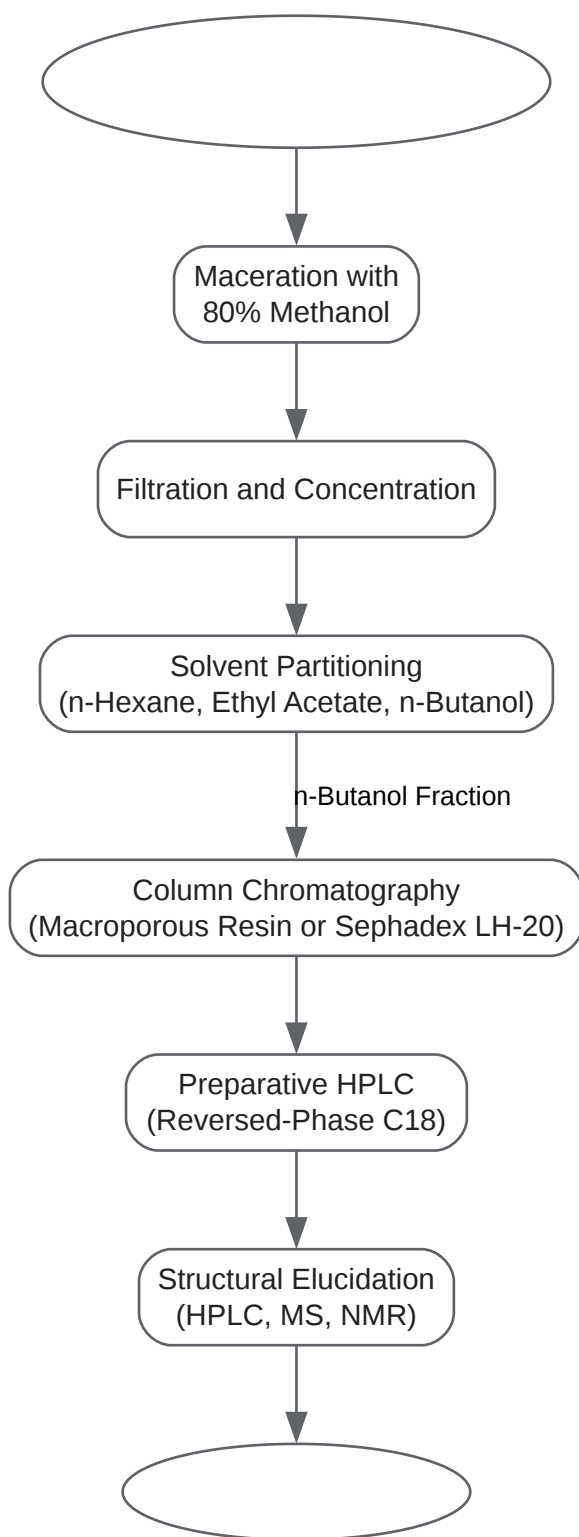 Maceration with
80% Methanol
Filtration and Concentration
Solvent Partitioning
(n-Hexane, Ethyl Acetate, n-Butanol)
n-Butanol Fraction
Column Chromatography
(Macroporous Resin or Sephadex LH-20)
Preparative HPLC
(Reversed-Phase C18)
Structural Elucidation
(HPLC, MS, NMR)